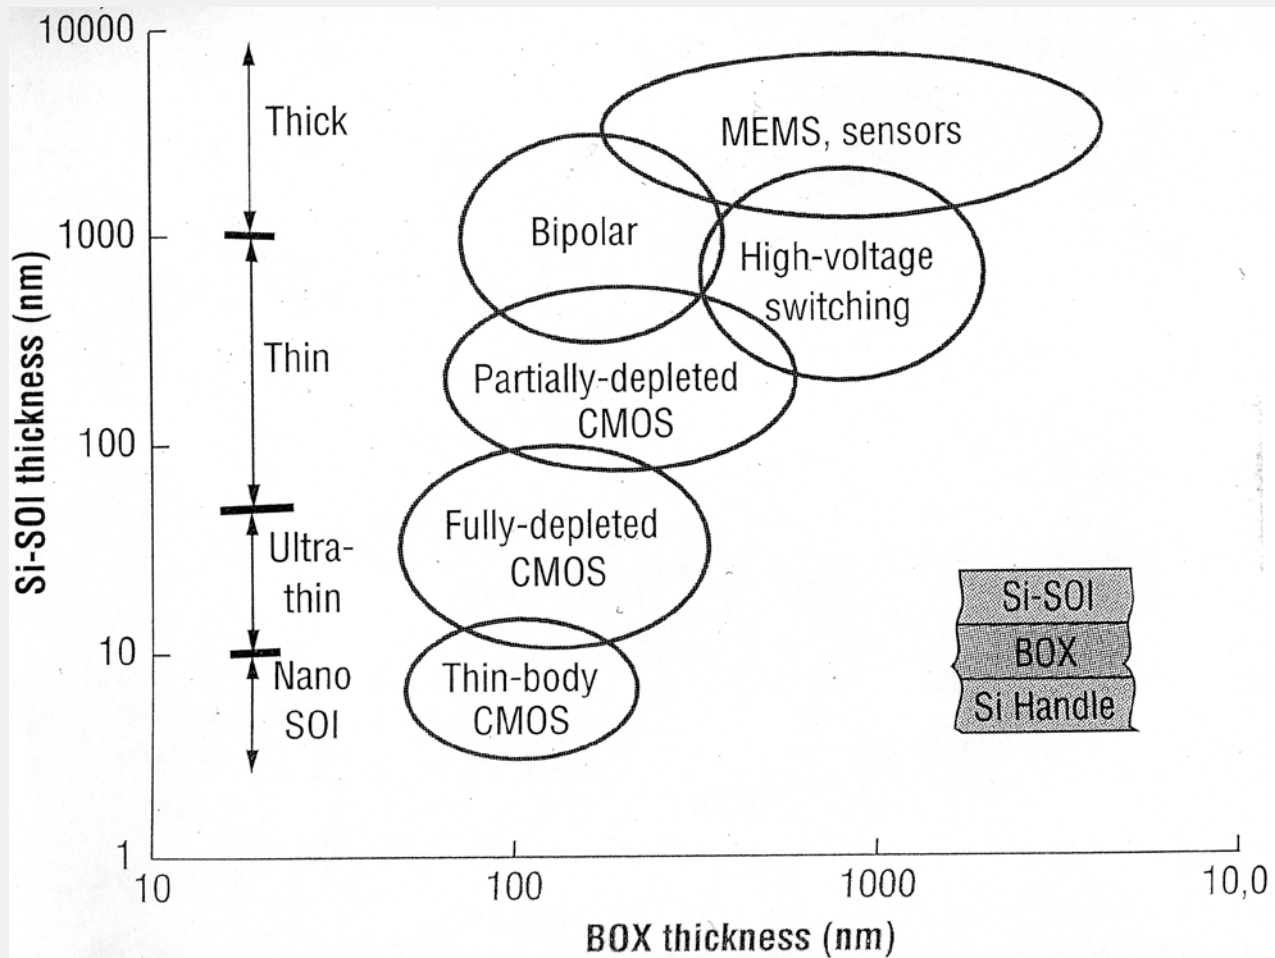 10000
Thick
MEMS, sensors
1000
Bipolar
High-voltage
switching
Si-SOI thickness (nm)
Thin
Partially-depleted
CMOS
100
Fully-depleted
CMOS
Ultra-
thin
Si-SOI
BOX
Si Handle
10
Nano
SOI
Thin-body
CMOS
1
10
100
1000
10,0
BOX thickness (nm)